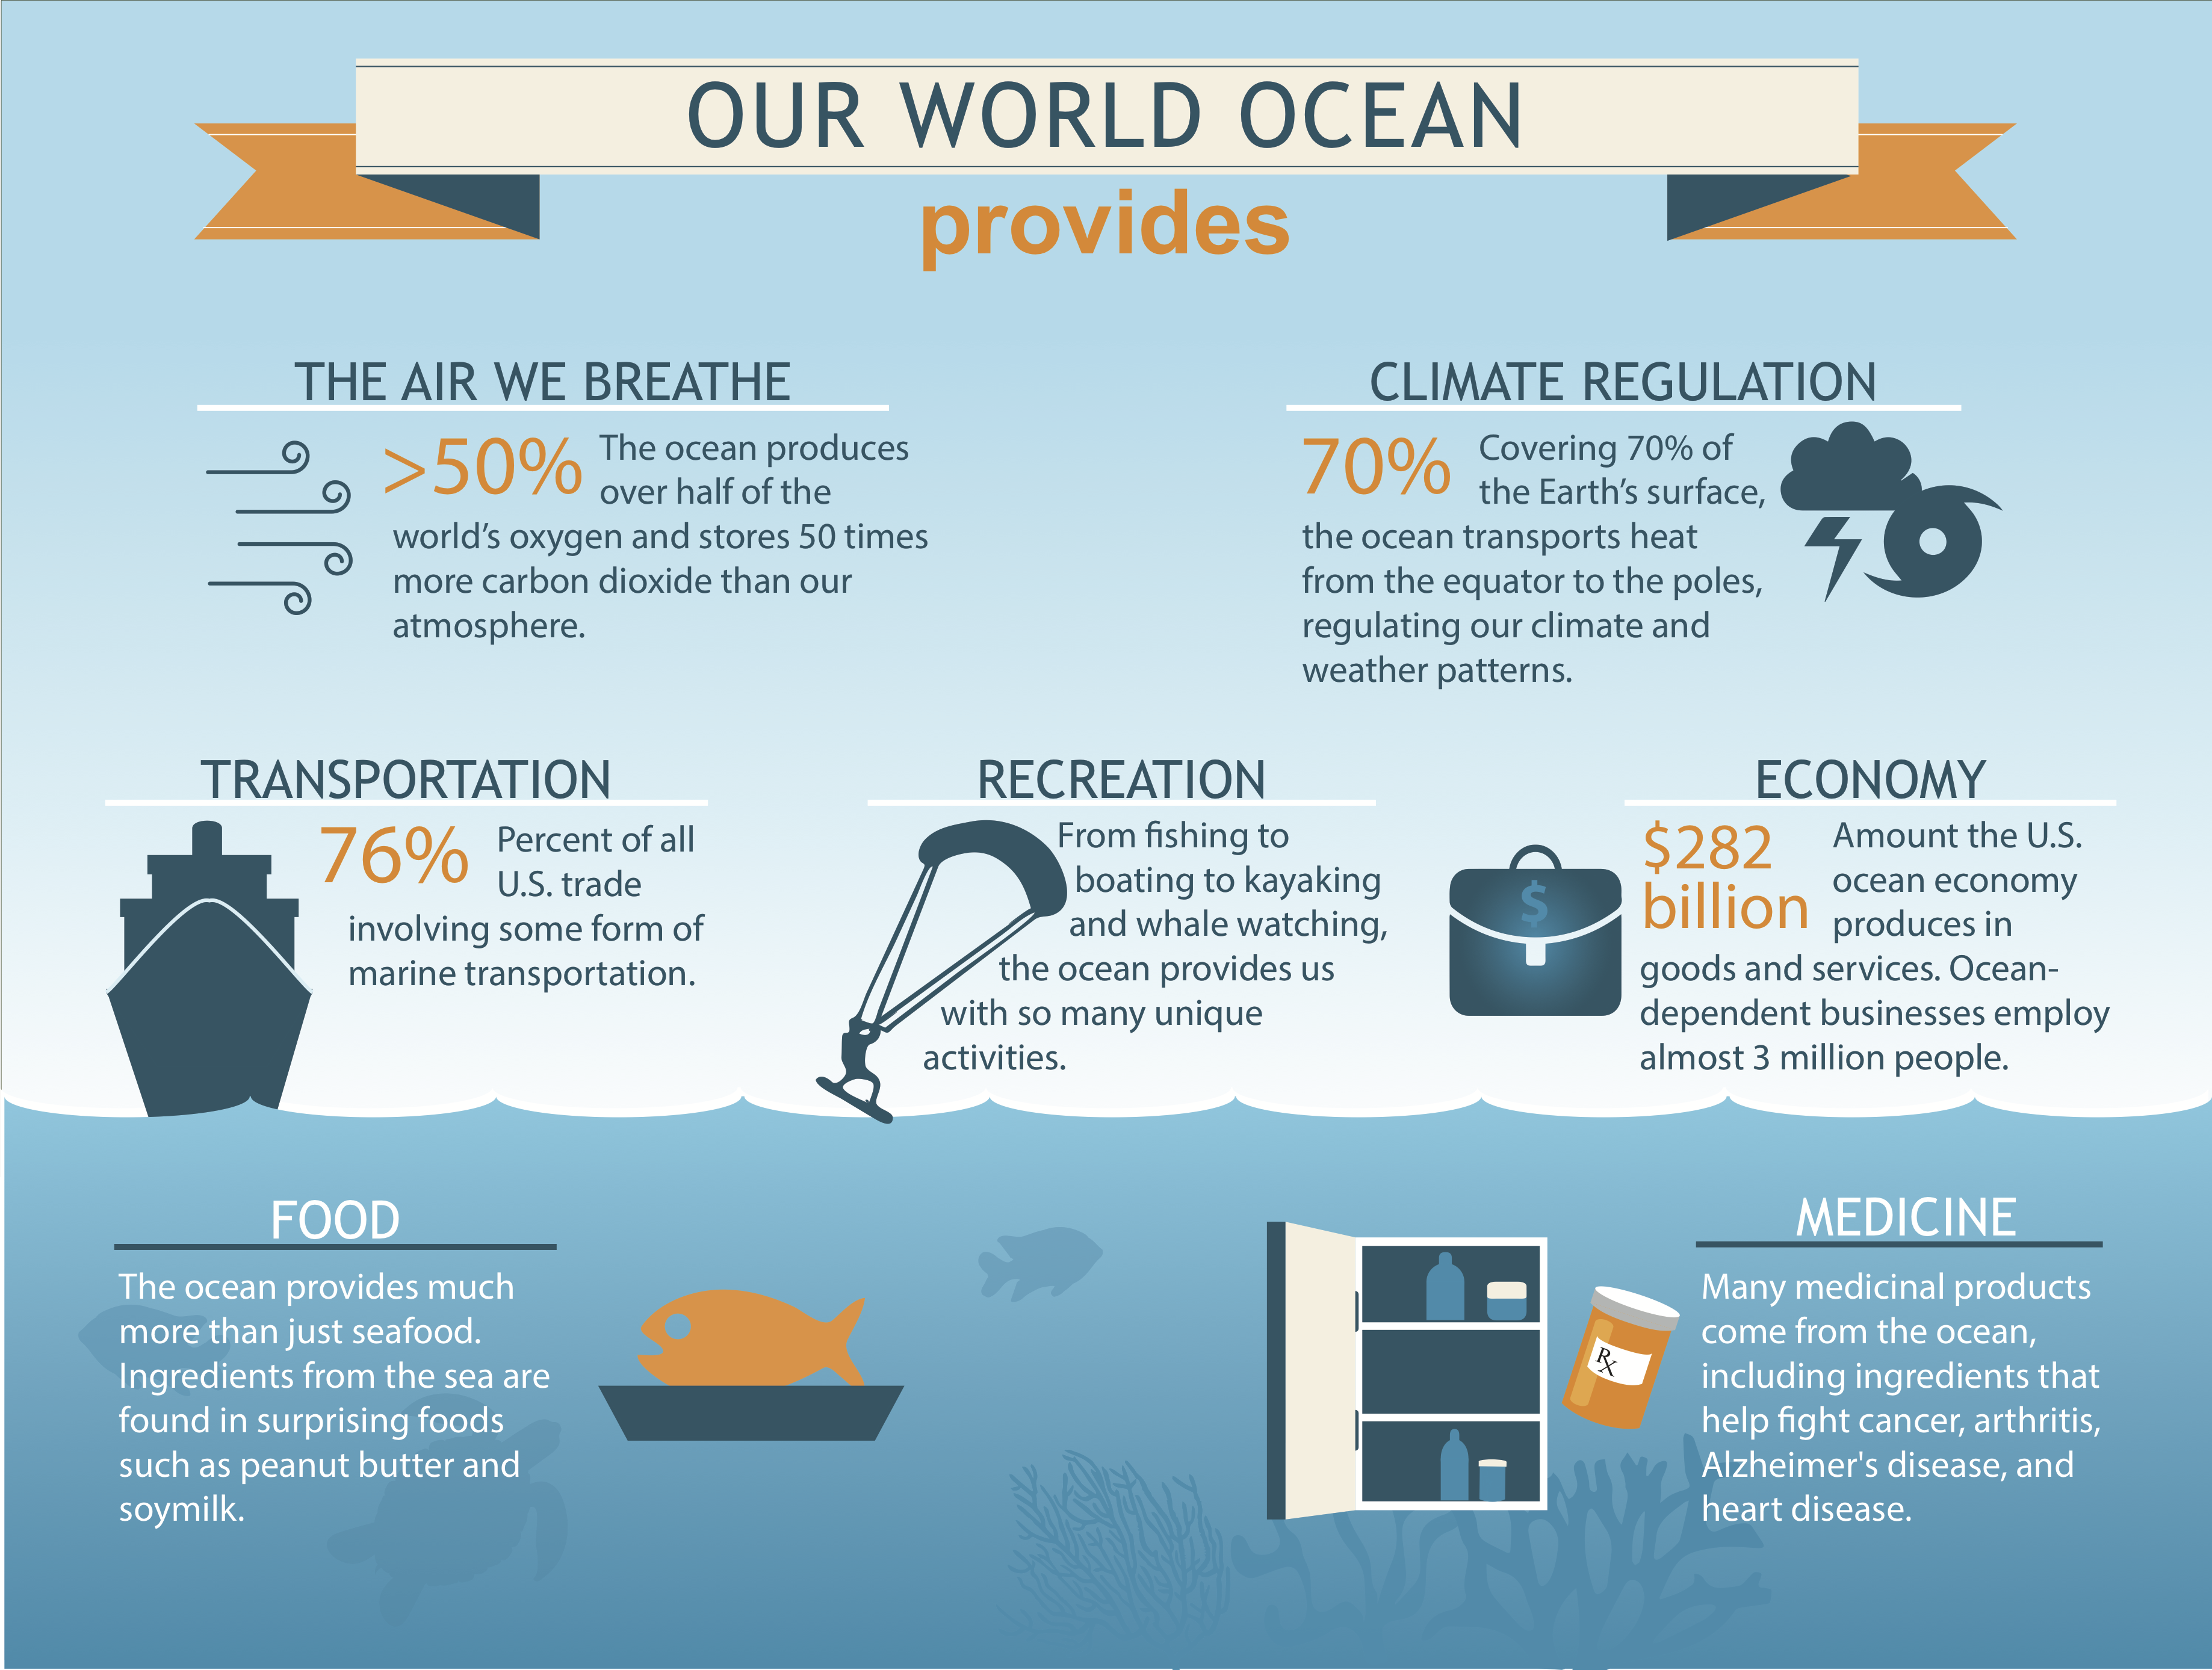 OUR WORLD OCEAN
provides
THE AIR WE BREATHE
>50%
The ocean produces
over half of the
world's oxygen and stores 50 times
more carbon dioxide than our
atmosphere.
CLIMATE REGULATION
70%
Covering 70% of
the Earth's surface,
the ocean transports heat
from the equator to the poles,
regulating our climate and
weather patterns.
TRANSPORTATION
76%
Percent of all
U.S. trade
involving some form of
marine transportation.
RECREATION
From fishing to
boating to kayaking
and whale watching,
the ocean provides us
with so many unique
activities.
ECONOMY
$
$282
billion
Amount the U.S.
ocean economy
produces in
goods and services. Ocean-
dependent businesses employ
almost 3 million people.
FOOD
The ocean provides much
more than just seafood.
Ingredients from the sea are
found in surprising foods
such as peanut butter and
soymilk.
Rx
MEDICINE
Many medicinal products
come from the ocean,
including ingredients that
help fight cancer, arthritis,
Alzheimer's disease, and
heart disease.